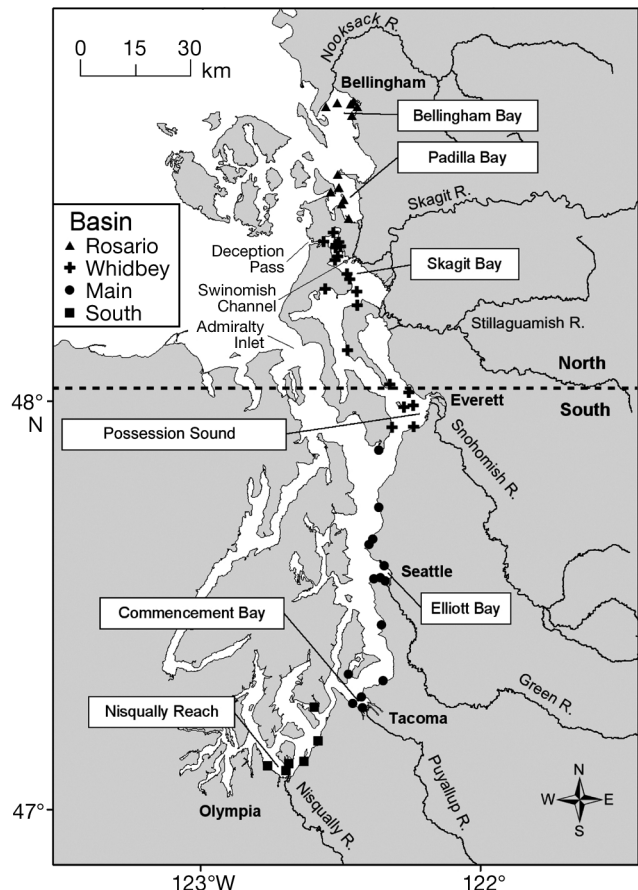 0 15 30
km
Nooksack R.
Bellingham
Bellingham Bay
Padilla Bay
Skagit R.
Basin
Rosario
Whidbey
Main
South
Deception
Pass
Skagit Bay
Swinomish
Channel
Admiralty
Inlet
Stillaguamish R.
North
48°
N
Everett
South
Possession Sound
Snohomish R.
Seattle
Elliott Bay
Commencement Bay
Green R.
Nisqually Reach
Tacoma
Puyallup R.
Olympia
Nisqually R.
N
W E
S
47°
123°W 122°